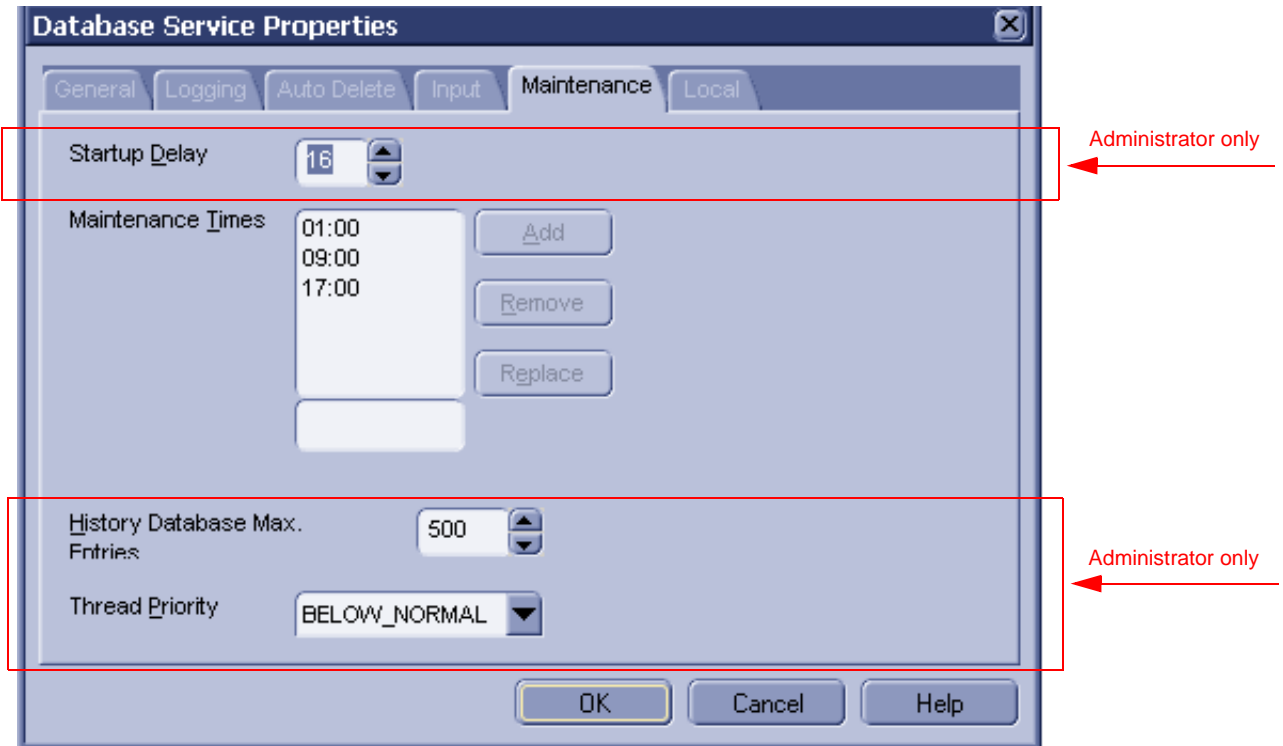 Database Service Properties
General Logging Auto Delete Input Maintenance Local
Startup Delay 16
Administrator only
Maintenance Times 01:00 Add
09:00
17:00 Remove
Replace
History Database Max. 500
Entries
Administrator only
Thread Priority BELOW_NORMAL
OK Cancel Help